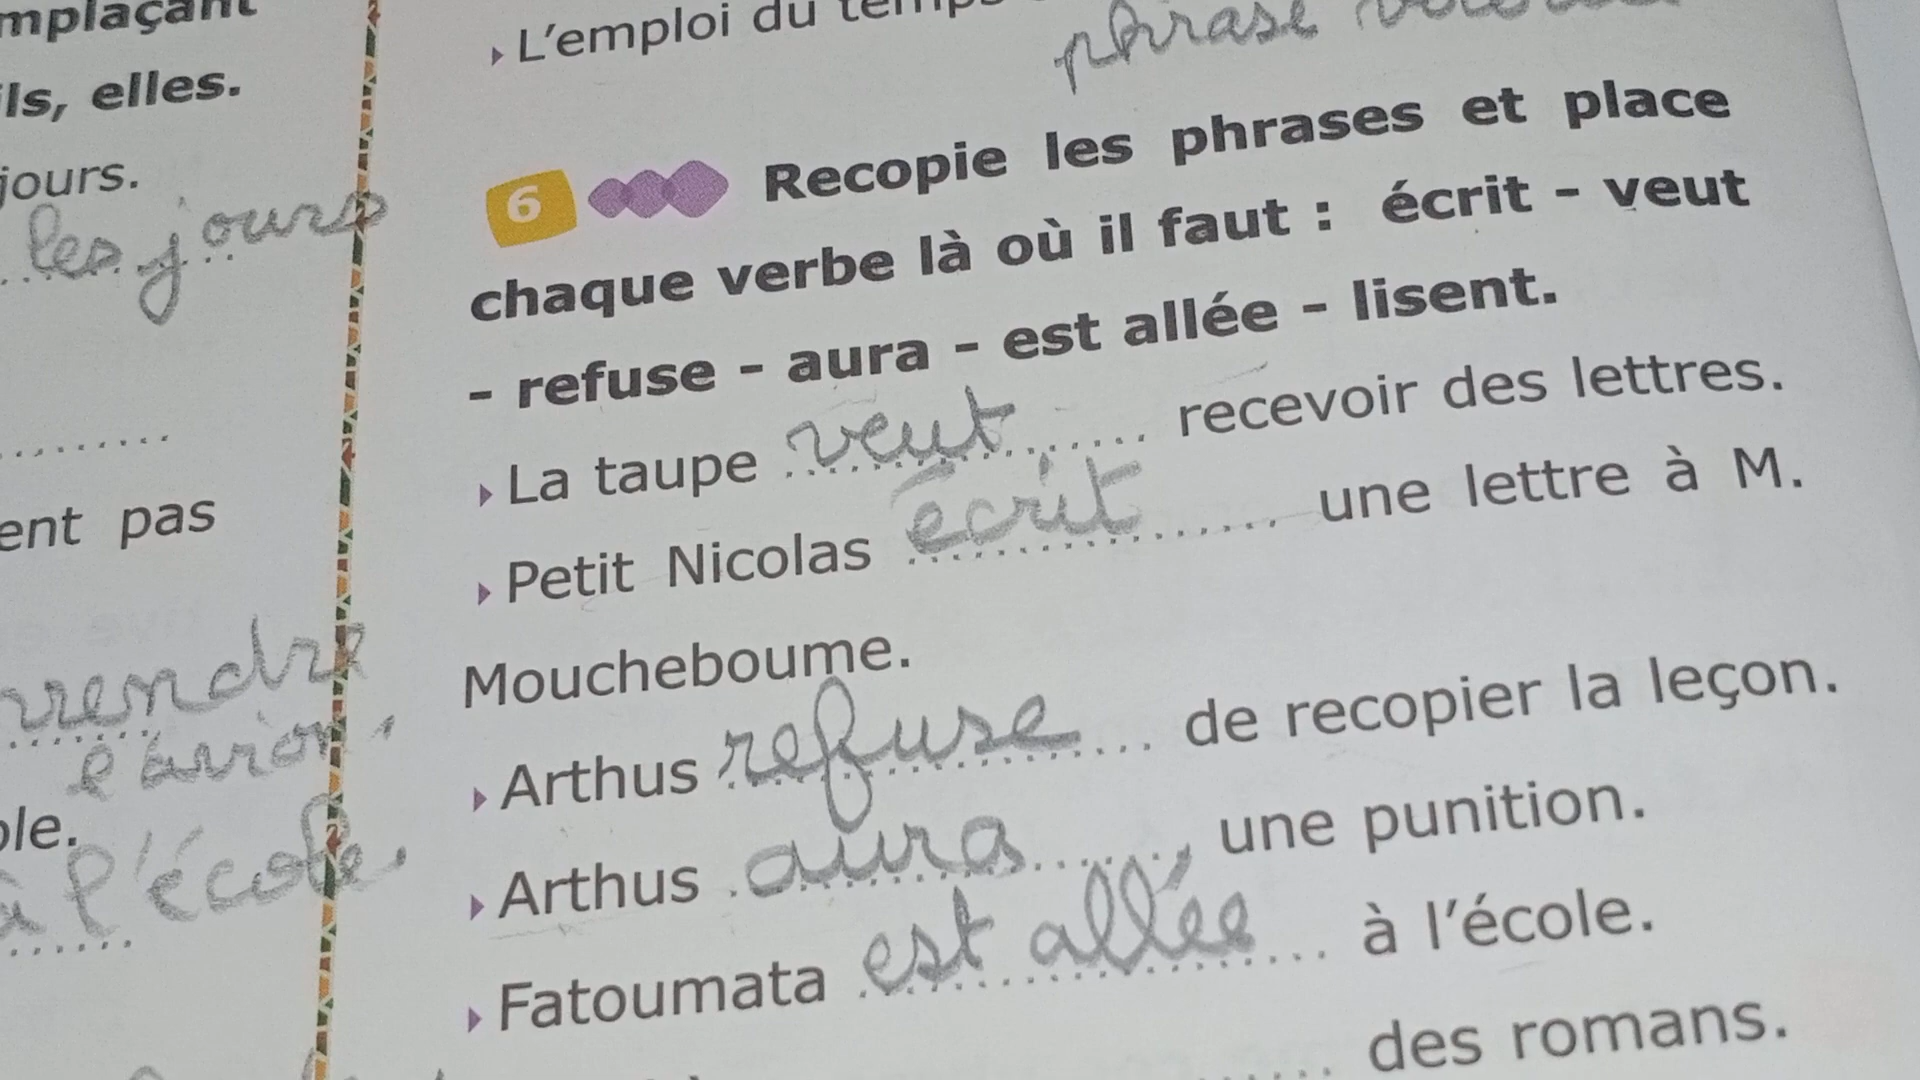 mplaçant
ls, elles.
jours.
les jours
ent pas
l'avion.
ole.
à l'école.
L'emploi du
phrase
6 Recopie les phrases et place
chaque verbe là où il faut : écrit - veut
- refuse - aura - est allée - lisent.
La taupe veut recevoir des lettres.
Petit Nicolas écrit une lettre à M.
Moucheboume.
Arthus refuse de recopier la leçon.
Arthus aura une punition.
Fatoumata est allée à l'école.
des romans.